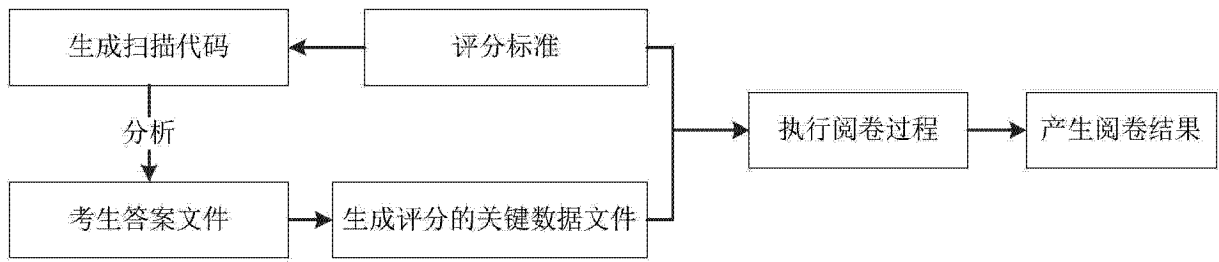 生成扫描代码
评分标准
分析
执行阅卷过程
产生阅卷结果
考生答案文件
生成评分的关键数据文件